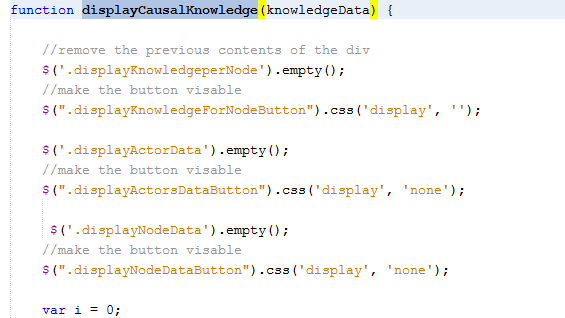 function displayCausalKnowledge(knowledgeData) {
//remove the previous contents of the div
$('.displayKnowledgeperNode').empty();
//make the button visable
$(".displayKnowledgeForNodeButton").css('display', '');
$('.displayActorData').empty();
//make the button visable
$(".displayActorsDataButton").css('display', 'none');
$('.displayNodeData').empty();
//make the button visable
$(".displayNodeDataButton").css('display', 'none');
var i = 0;